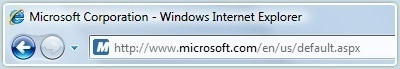 Microsoft Corporation - Windows Internet Explorer
http://www.microsoft.com/en/us/default.aspx